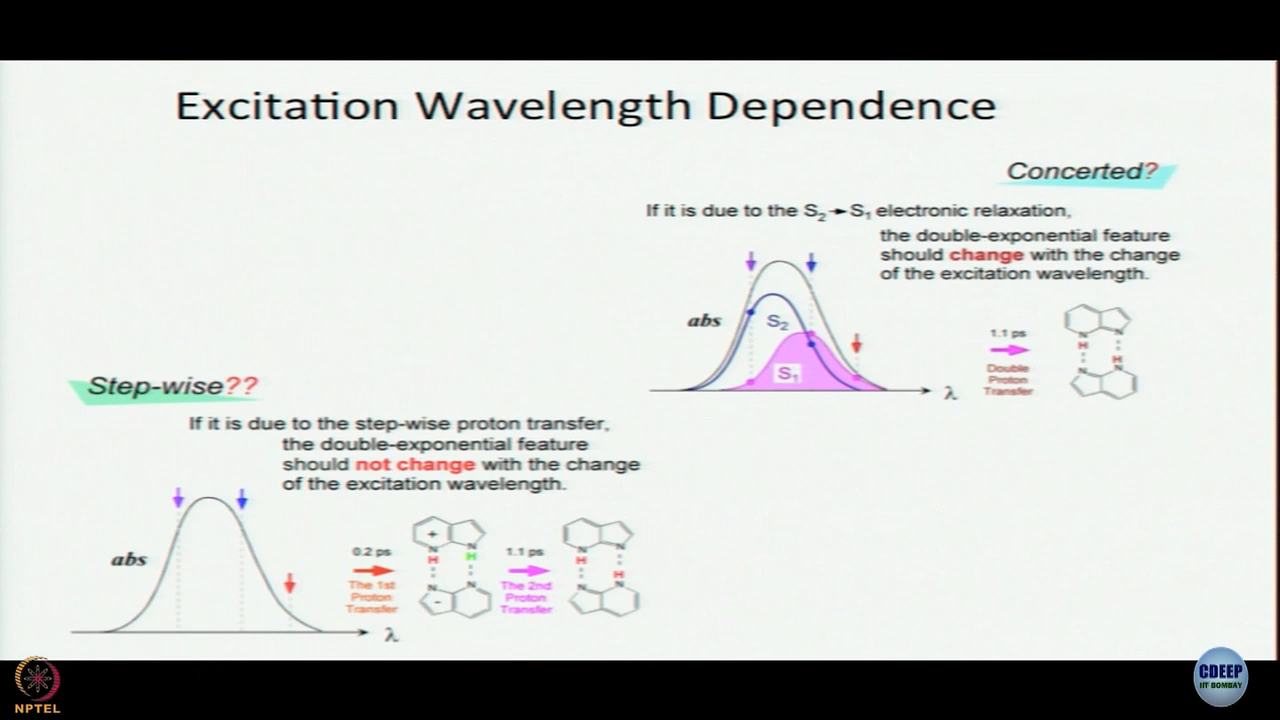 Excitation Wavelength Dependence
Concerted?
If it is due to the S2→S1 electronic relaxation,
the double-exponential feature
should change with the change
of the excitation wavelength.
abs
S2
S1
λ
1.1 ps
Double
Proton
Transfer
N
N
H
H
N
N
Step-wise??
If it is due to the step-wise proton transfer,
the double-exponential feature
should not change with the change
of the excitation wavelength.
abs
λ
0.2 ps
The 1st
Proton
Transfer
+
N
N
H
H
N
N
-
1.1 ps
The 2nd
Proton
Transfer
N
N
H
H
N
N
NPTEL
CDEEP
IIT BOMBAY